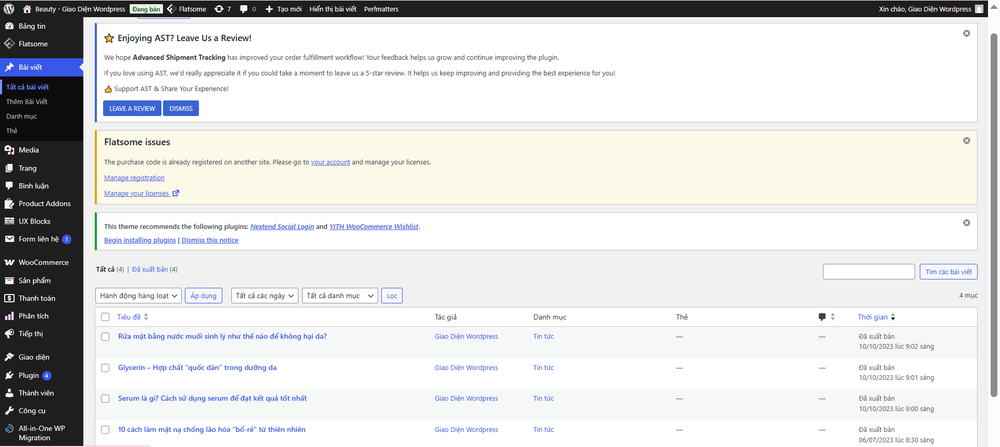 Beauty - Giao Diện Wordpress Đang bán Flatsome 7 0 Tạo mới Hiển thị bài viết Perfmatters Xin chào, Giao Diện Wordpress
Bảng tin
Flatsome
Bài viết
Tất cả bài viết
Thêm Bài Viết
Danh mục
Thẻ
Media
Trang
Bình luận
Product Addons
UX Blocks
Form liên hệ 1
WooCommerce
Sản phẩm
Thanh toán
Phân tích
Tiếp thị
Giao diện
Plugin 4
Thành viên
Công cụ
All-in-One WP
Migration
Enjoying AST? Leave Us a Review!
We hope Advanced Shipment Tracking has improved your order fulfillment workflow! Your feedback helps us grow and continue improving the plugin.
If you love using AST, we'd really appreciate it if you could take a moment to leave us a 5-star review. It helps us keep improving and providing the best experience for you!
👍 Support AST & Share Your Experience!
LEAVE A REVIEW DISMISS
Flatsome issues
The purchase code is already registered on another site. Please go to your account and manage your licenses.
Manage registration
Manage your licenses
This theme recommends the following plugins: Nextend Social Login and YITH WooCommerce Wishlist.
Begin installing plugins | Dismiss this notice
Tất cả (4) | Đã xuất bản (4)
Tìm các bài viết
Hành động hàng loạt Áp dụng Tất cả các ngày Tất cả danh mục Lọc 4 mục
Tiêu đề Tác giả Danh mục Thẻ Thời gian
Rửa mặt bằng nước muối sinh lý như thế nào để không hại da? Giao Diện Wordpress Tin tức — — Đã xuất bản
10/10/2023 lúc 9:02 sáng
Glycerin – Hợp chất “quốc dân” trong dưỡng da Giao Diện Wordpress Tin tức — — Đã xuất bản
10/10/2023 lúc 9:01 sáng
Serum là gì? Cách sử dụng serum để đạt kết quả tốt nhất Giao Diện Wordpress Tin tức — — Đã xuất bản
10/10/2023 lúc 9:00 sáng
10 cách làm mặt nạ chống lão hóa “bổ-rẻ” từ thiên nhiên Giao Diện Wordpress Tin tức — — Đã xuất bản
06/07/2023 lúc 8:30 sáng